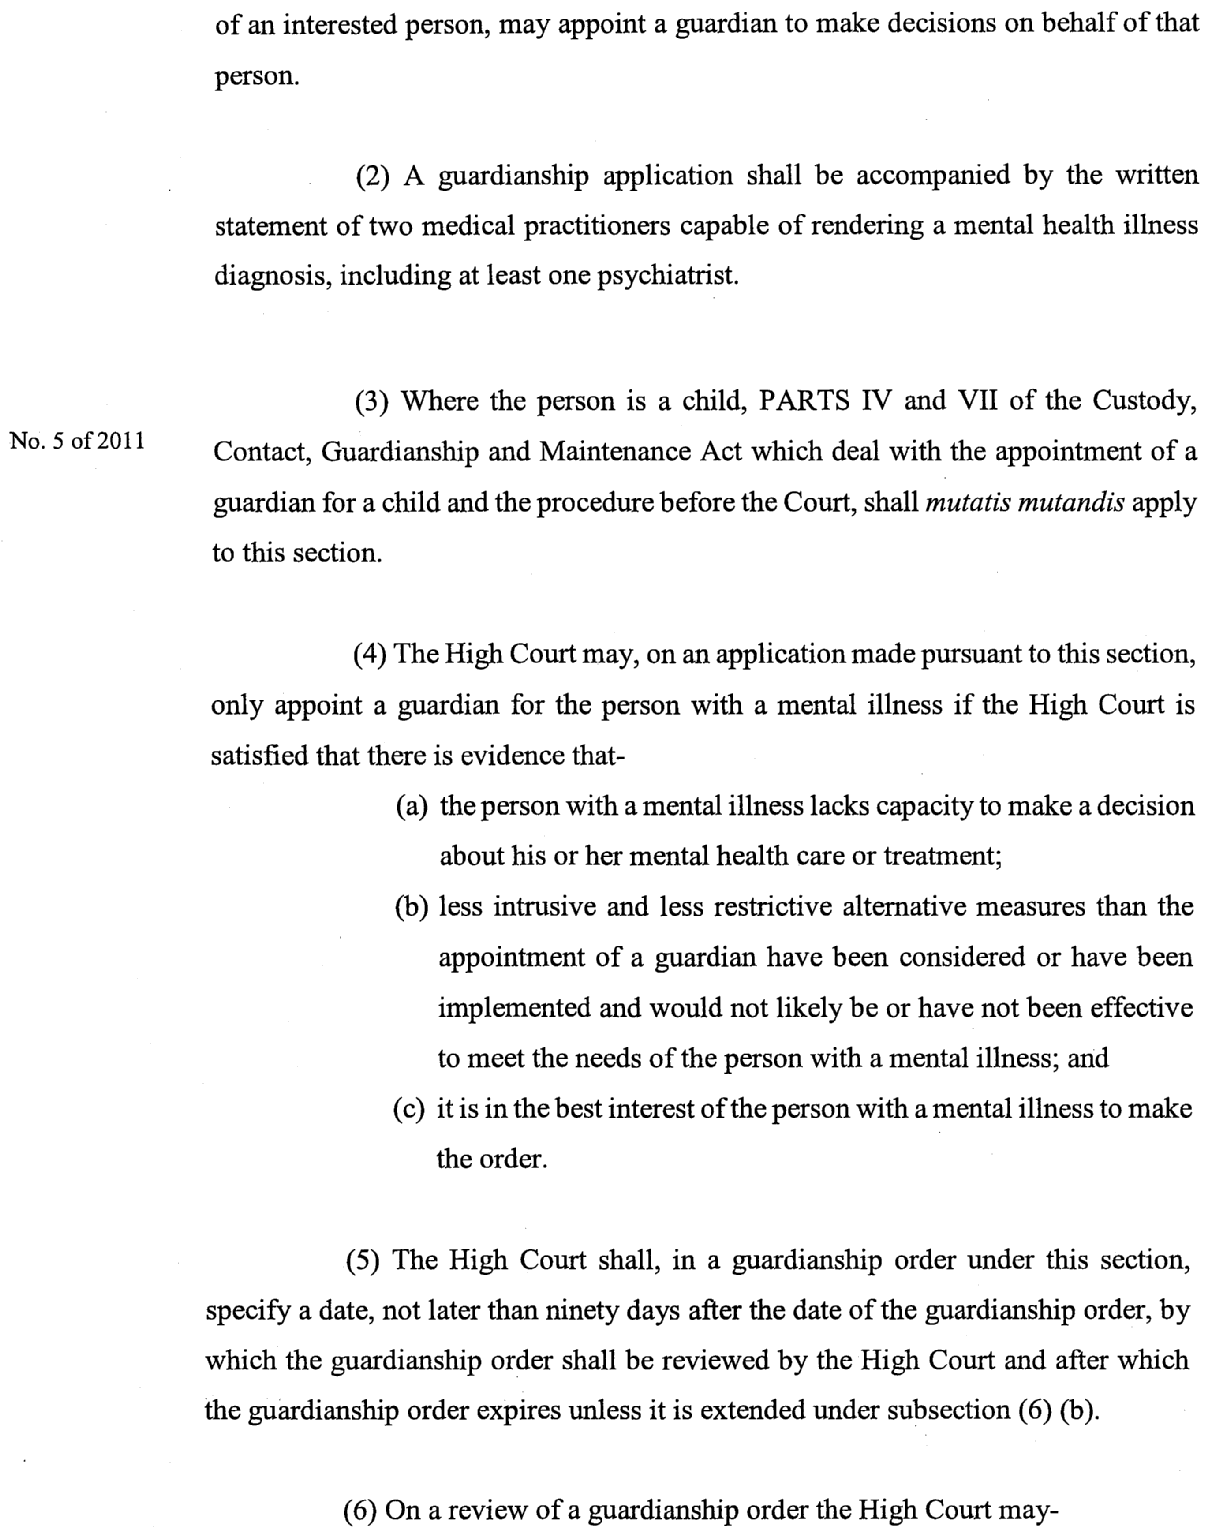 of an interested person, may appoint a guardian to make decisions on behalf of that
person.
(2) A guardianship application shall be accompanied by the written
statement of two medical practitioners capable of rendering a mental health illness
diagnosis, including at least one psychiatrist.
(3) Where the person is a child, PARTS IV and VII of the Custody,
No. 5 of 2011
Contact, Guardianship and Maintenance Act which deal with the appointment of a
guardian for a child and the procedure before the Court, shall mutatis mutandis apply
to this section.
(4) The High Court may, on an application made pursuant to this section,
only appoint a guardian for the person with a mental illness if the High Court is
satisfied that there is evidence that-
(a) the person with a mental illness lacks capacity to make a decision
about his or her mental health care or treatment;
(b) less intrusive and less restrictive alternative measures than the
appointment of a guardian have been considered or have been
implemented and would not likely be or have not been effective
to meet the needs of the person with a mental illness; and
(c) it is in the best interest of the person with a mental illness to make
the order.
(5) The High Court shall, in a guardianship order under this section,
specify a date, not later than ninety days after the date of the guardianship order, by
which the guardianship order shall be reviewed by the High Court and after which
the guardianship order expires unless it is extended under subsection (6) (b).
(6) On a review of a guardianship order the High Court may-